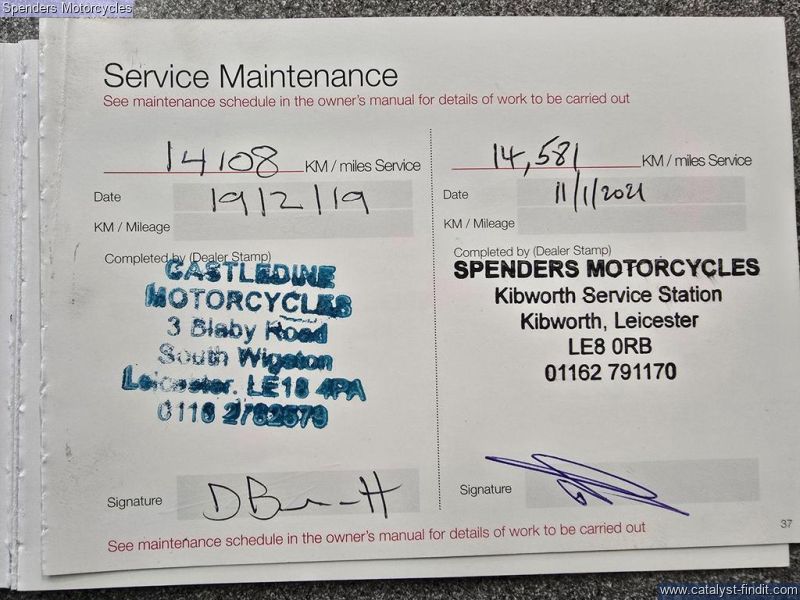 Spenders Motorcycles
Service Maintenance
See maintenance schedule in the owner's manual for details of work to be carried out
14108 KM / miles Service
Date 19/2/19
KM / Mileage
Completed by (Dealer Stamp)
CASTLEDINE
MOTORCYCLES
3 Blaby Road
South Wigston
Leicester. LE18 4PA
0116 2782579
Signature D Bennett
14,581 KM / miles Service
Date 11/1/2021
KM / Mileage
Completed by (Dealer Stamp)
SPENDERS MOTORCYCLES
Kibworth Service Station
Kibworth, Leicester
LE8 0RB
01162 791170
Signature
See maintenance schedule in the owner's manual for details of work to be carried out
37
www.catalyst-findit.com